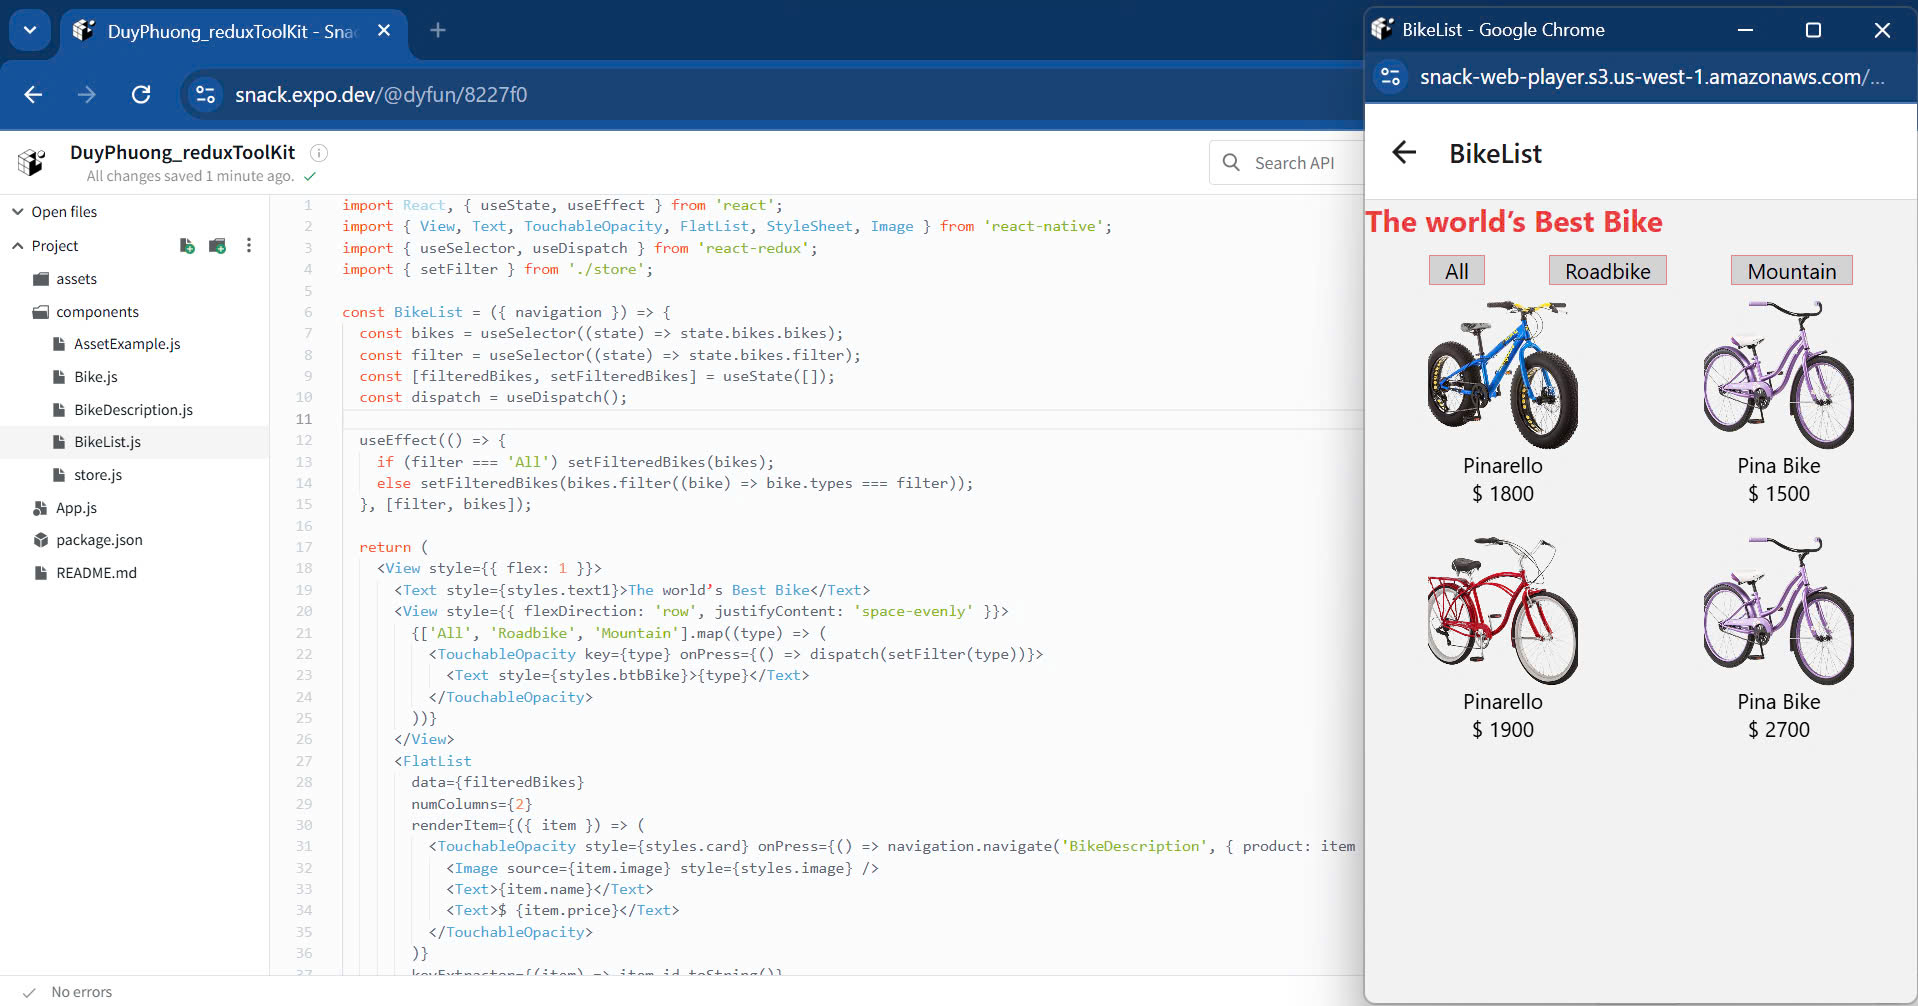 DuyPhuong_reduxToolKit - Sna
snack.expo.dev/@dyfun/8227f0
DuyPhuong_reduxToolKit
All changes saved 1 minute ago.
Search API
Open files
Project
assets
components
AssetExample.js
Bike.js
BikeDescription.js
BikeList.js
store.js
App.js
package.json
README.md
1 import React, { useState, useEffect } from 'react';
2 import { View, Text, TouchableOpacity, FlatList, StyleSheet, Image } from 'react-native';
3 import { useSelector, useDispatch } from 'react-redux';
4 import { setFilter } from './store';
5
6 const BikeList = ({ navigation }) => {
7 const bikes = useSelector((state) => state.bikes.bikes);
8 const filter = useSelector((state) => state.bikes.filter);
9 const [filteredBikes, setFilteredBikes] = useState([]);
10 const dispatch = useDispatch();
11
12 useEffect(() => {
13 if (filter === 'All') setFilteredBikes(bikes);
14 else setFilteredBikes(bikes.filter((bike) => bike.types === filter));
15 }, [filter, bikes]);
16
17 return (
18 <View style={{ flex: 1 }}>
19 <Text style={styles.text1}>The world’s Best Bike</Text>
20 <View style={{ flexDirection: 'row', justifyContent: 'space-evenly' }}>
21 {['All', 'Roadbike', 'Mountain'].map((type) => (
22 <TouchableOpacity key={type} onPress={() => dispatch(setFilter(type))}>
23 <Text style={styles.btbBike}>{type}</Text>
24 </TouchableOpacity>
25 ))}
26 </View>
27 <FlatList
28 data={filteredBikes}
29 numColumns={2}
30 renderItem={({ item }) => (
31 <TouchableOpacity style={styles.card} onPress={() => navigation.navigate('BikeDescription', { product: item
32 <Image source={item.image} style={styles.image} />
33 <Text>{item.name}</Text>
34 <Text>$ {item.price}</Text>
35 </TouchableOpacity>
36 )}
37 keyExtractor={(item) => item.id.toString()}
No errors
BikeList - Google Chrome
snack-web-player.s3.us-west-1.amazonaws.com/...
BikeList
The world’s Best Bike
All Roadbike Mountain
Pinarello
$ 1800
Pina Bike
$ 1500
Pinarello
$ 1900
Pina Bike
$ 2700